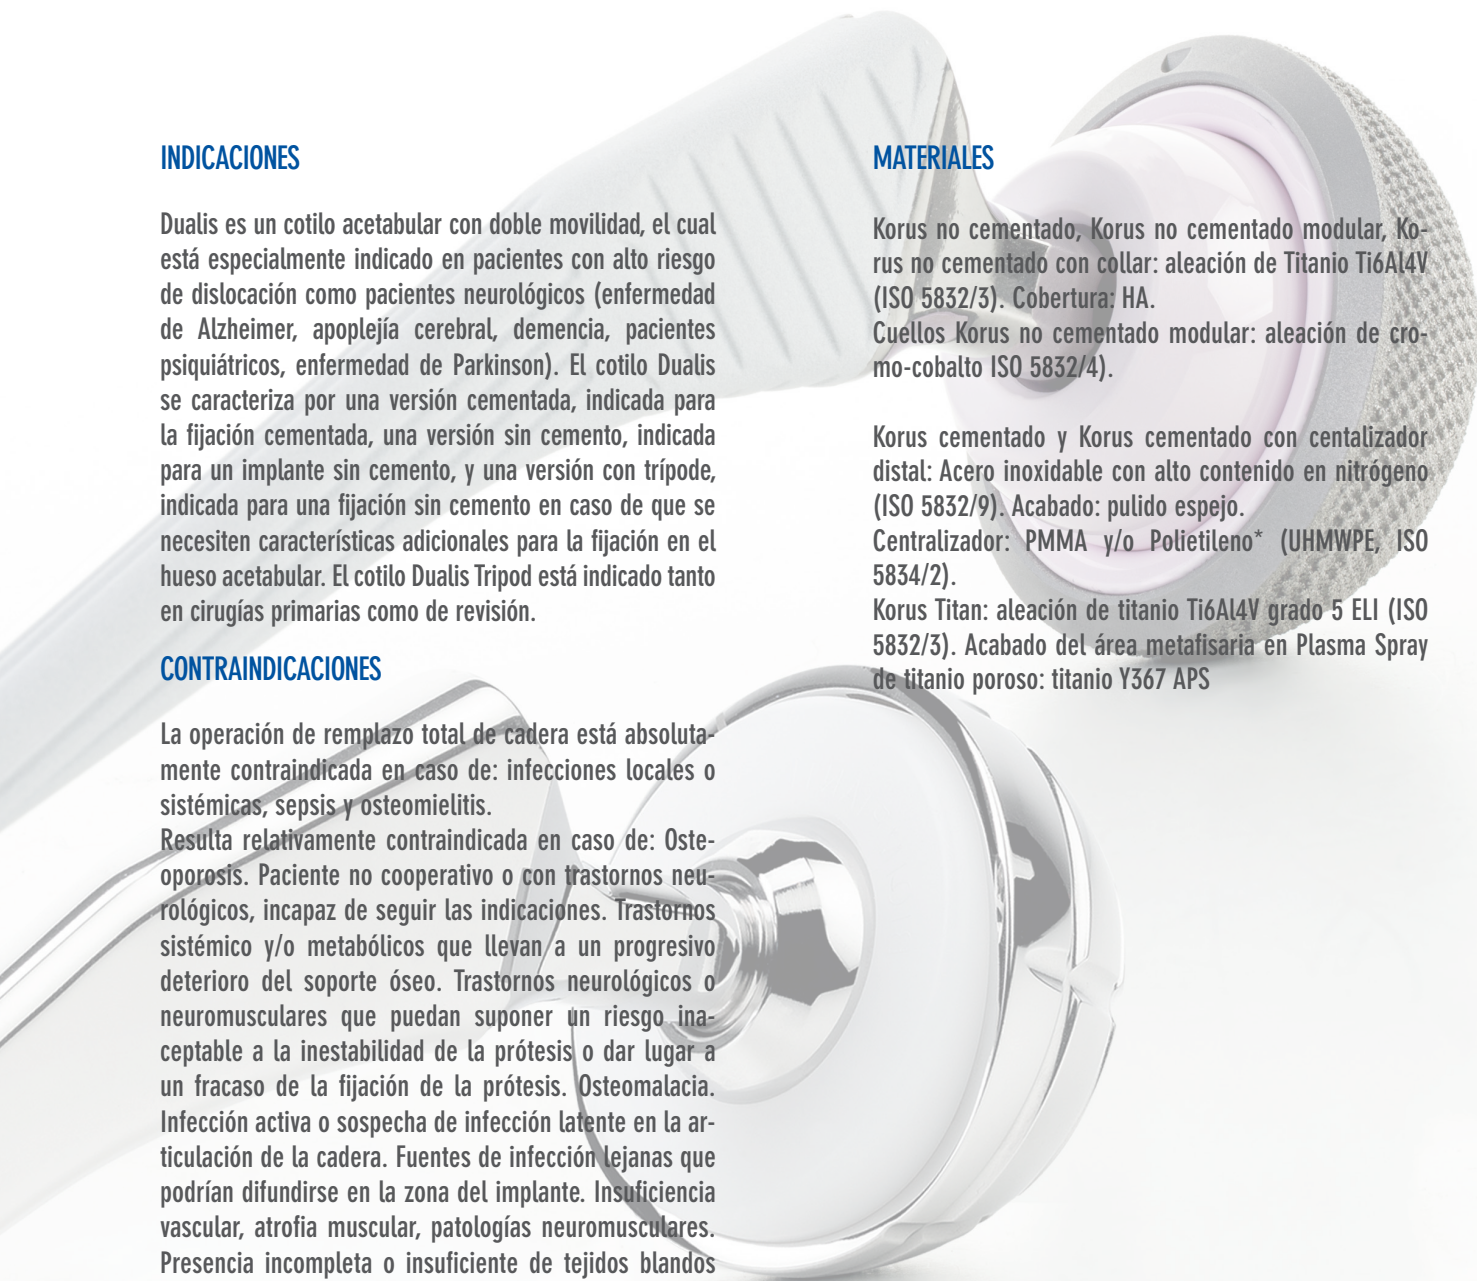 INDICACIONES
Dualis es un cotilo acetabular con doble movilidad, el cual
está especialmente indicado en pacientes con alto riesgo
de dislocación como pacientes neurológicos (enfermedad
de Alzheimer, apoplejía cerebral, demencia, pacientes
psiquiátricos, enfermedad de Parkinson). El cotilo Dualis
se caracteriza por una versión cementada, indicada para
la fijación cementada, una versión sin cemento, indicada
para un implante sin cemento, y una versión con trípode,
indicada para una fijación sin cemento en caso de que se
necesiten características adicionales para la fijación en el
hueso acetabular. El cotilo Dualis Tripod está indicado tanto
en cirugías primarias como de revisión.
CONTRAINDICACIONES
La operación de remplazo total de cadera está absoluta-
mente contraindicada en caso de: infecciones locales o
sistémicas, sepsis y osteomielitis.
Resulta relativamente contraindicada en caso de: Oste-
oporosis. Paciente no cooperativo o con trastornos neu-
rológicos, incapaz de seguir las indicaciones. Trastornos
sistémico y/o metabólicos que llevan a un progresivo
deterioro del soporte óseo. Trastornos neurológicos o
neuromusculares que puedan suponer un riesgo ina-
ceptable a la inestabilidad de la prótesis o dar lugar a
un fracaso de la fijación de la prótesis. Osteomalacia.
Infección activa o sospecha de infección latente en la ar-
ticulación de la cadera. Fuentes de infección lejanas que
podrían difundirse en la zona del implante. Insuficiencia
vascular, atrofia muscular, patologías neuromusculares.
Presencia incompleta o insuficiente de tejidos blandos
MATERIALES
Korus no cementado, Korus no cementado modular, Ko-
rus no cementado con collar: aleación de Titanio Ti6Al4V
(ISO 5832/3). Cobertura: HA.
Cuellos Korus no cementado modular: aleación de cro-
mo-cobalto ISO 5832/4).
Korus cementado y Korus cementado con centalizador
distal: Acero inoxidable con alto contenido en nitrógeno
(ISO 5832/9). Acabado: pulido espejo.
Centralizador: PMMA y/o Polietileno* (UHMWPE, ISO
5834/2).
Korus Titan: aleación de titanio Ti6Al4V grado 5 ELI (ISO
5832/3). Acabado del área metafisaria en Plasma Spray
de titanio poroso: titanio Y367 APS